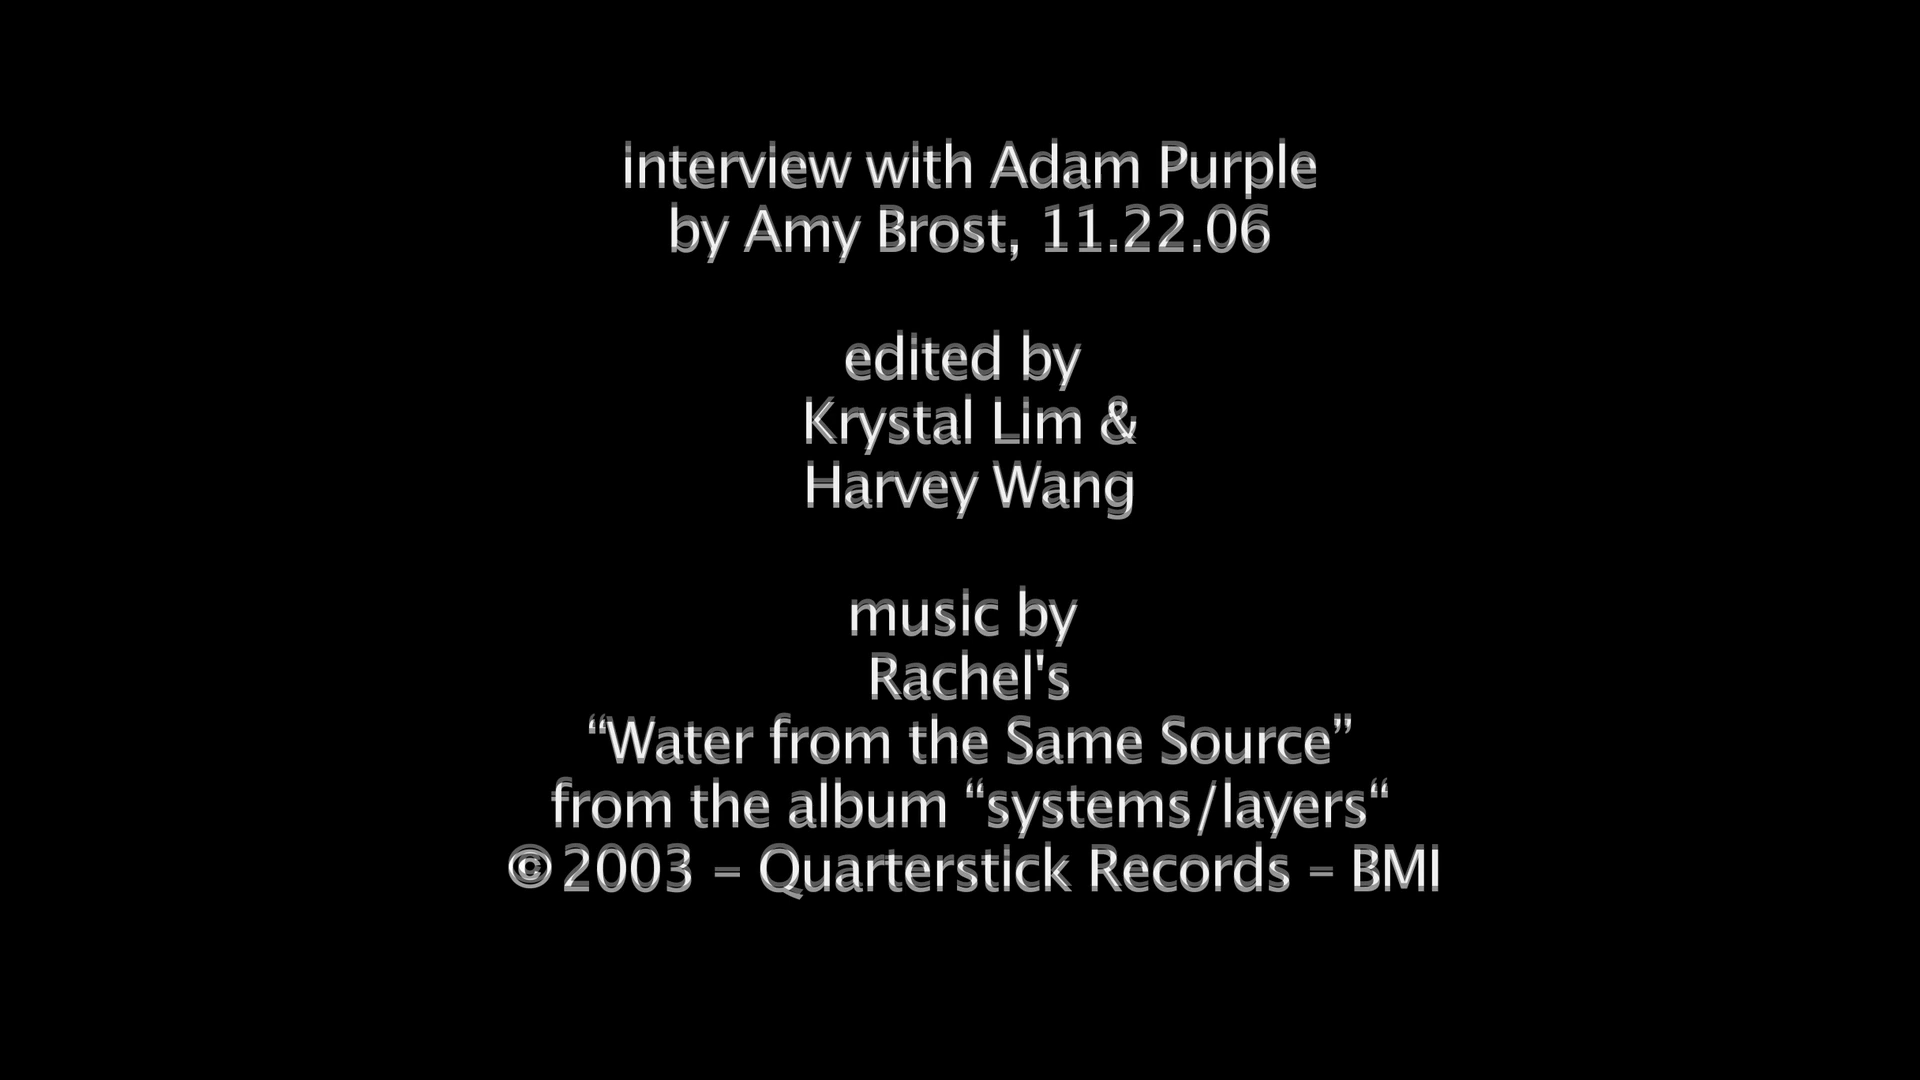 interview with Adam Purple
by Amy Brost, 11.22.06
edited by
Krystal Lim &
Harvey Wang
music by
Rachel's
“Water from the Same Source”
from the album “systems/layers“
©2003 – Quarterstick Records – BMI